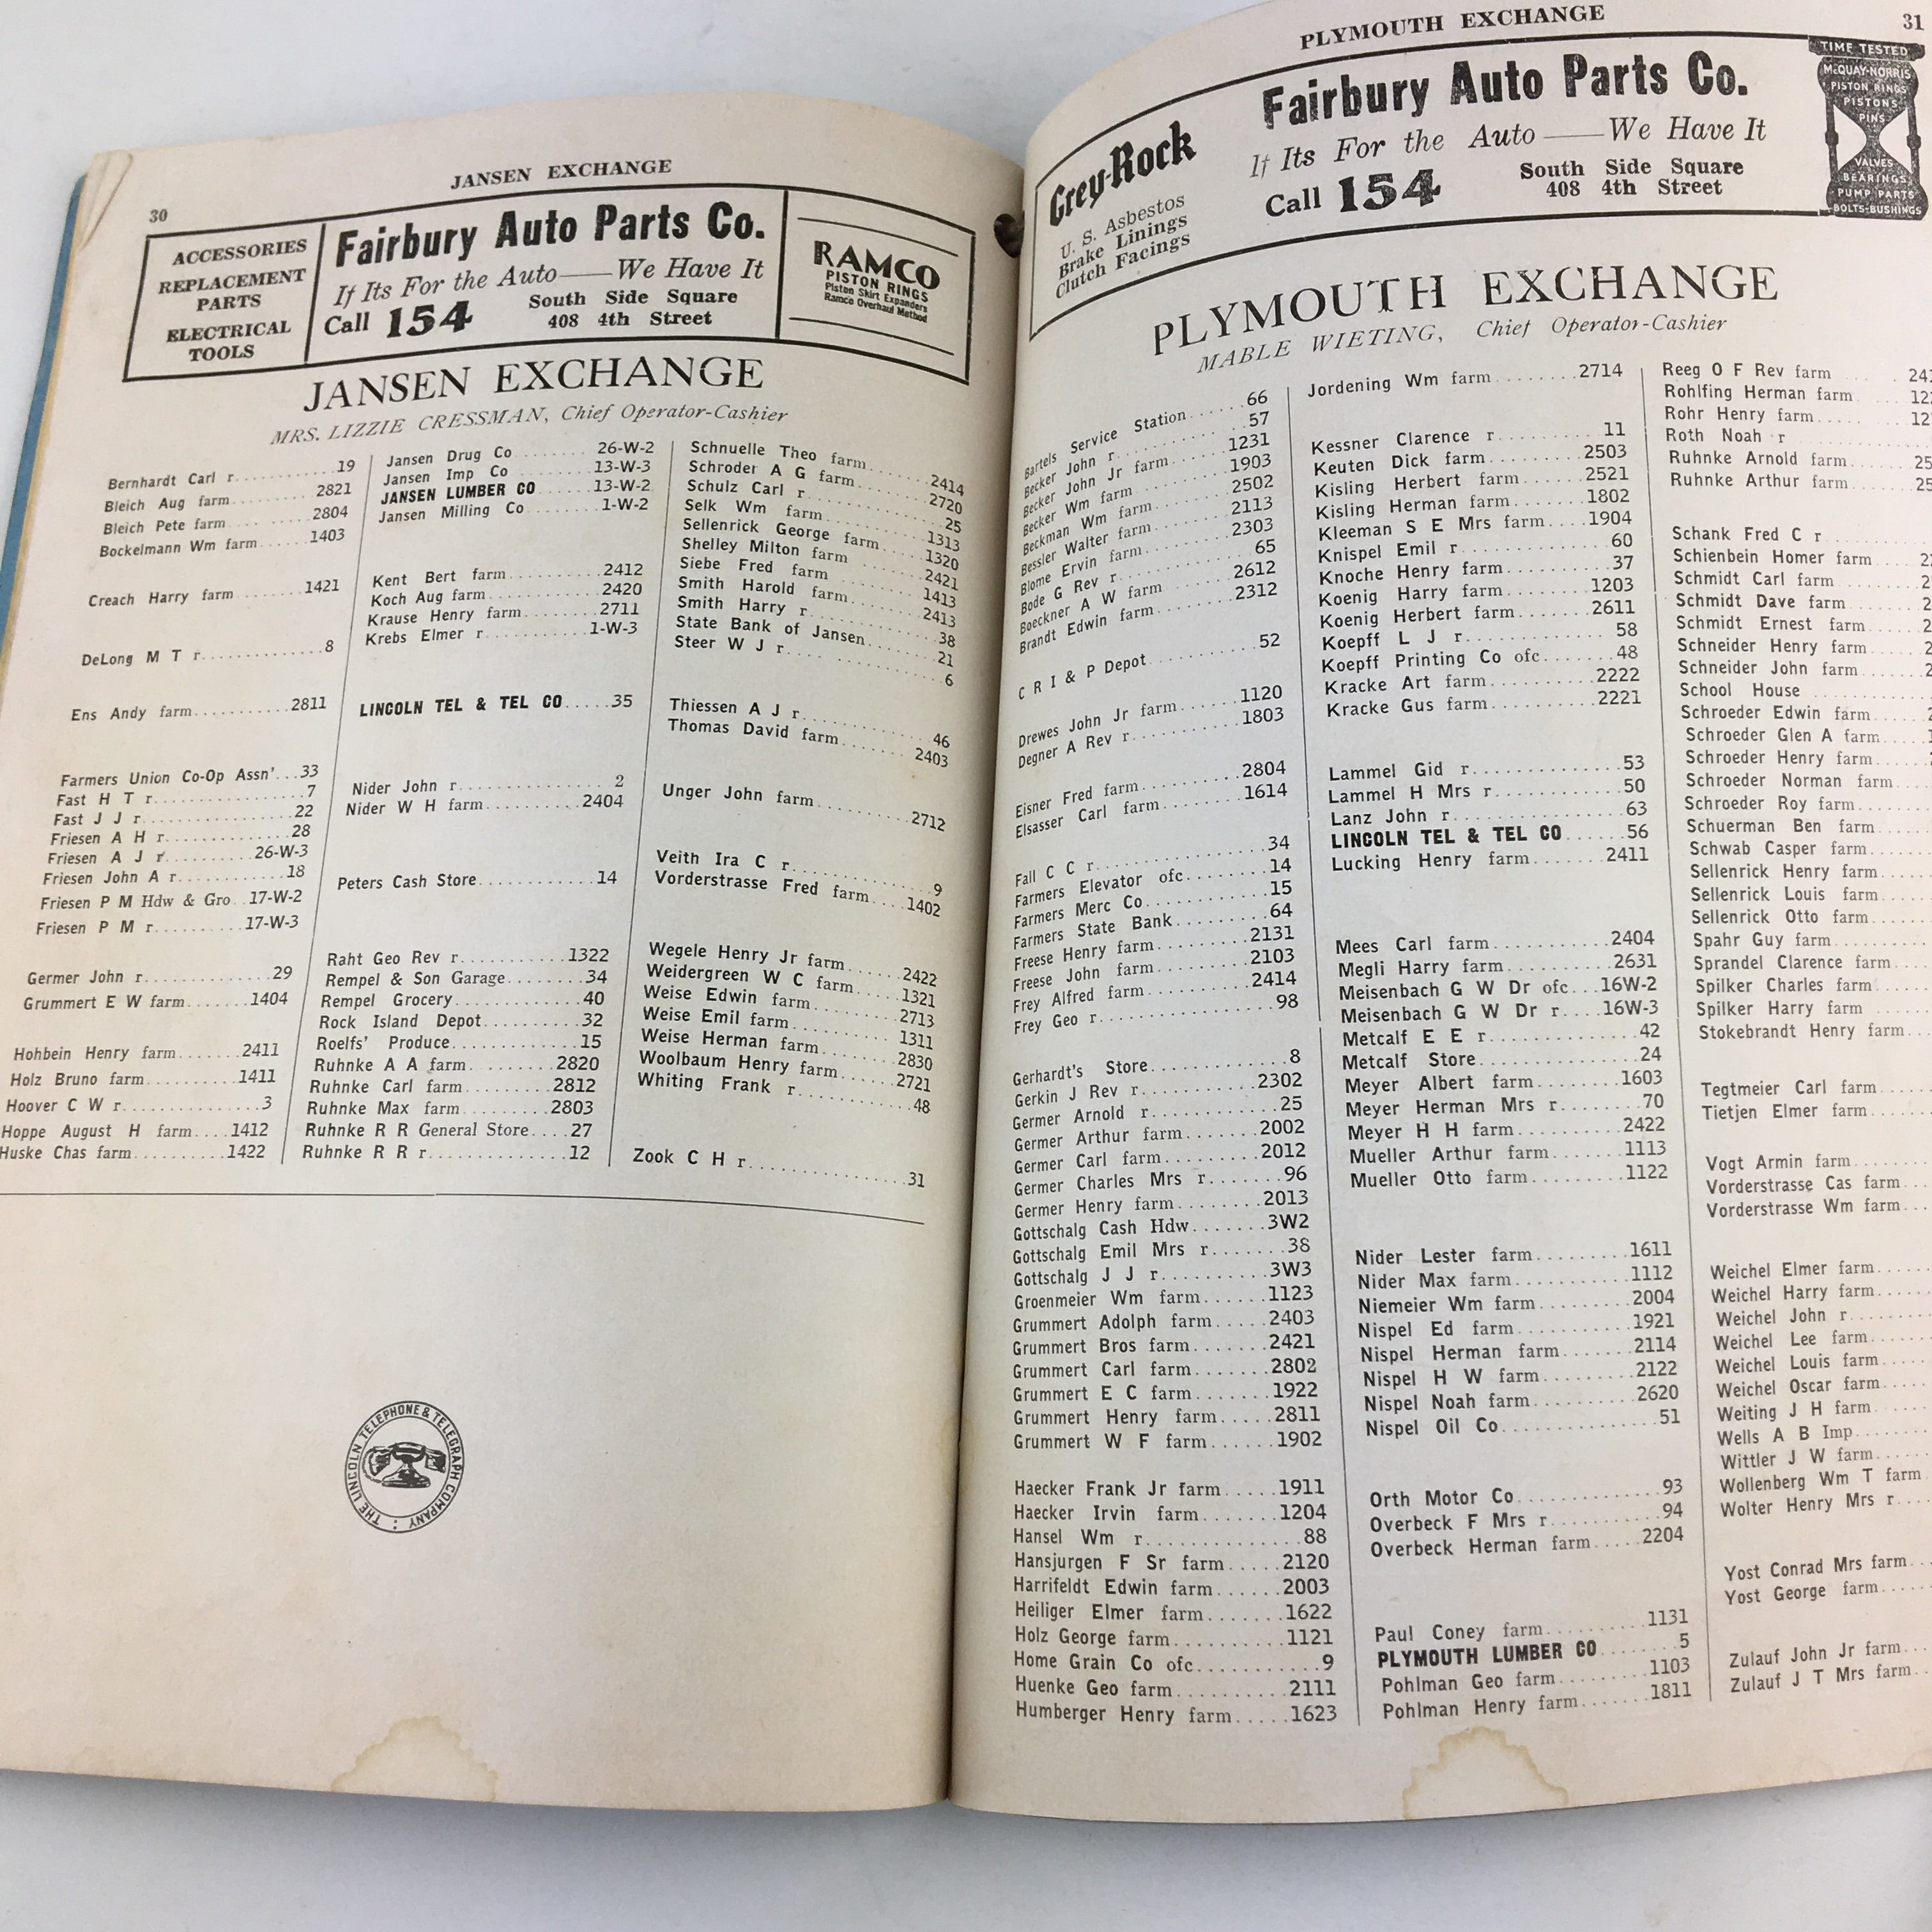 30
JANSEN EXCHANGE
ACCESSORIES
REPLACEMENT
PARTS
ELECTRICAL
TOOLS
Fairbury Auto Parts Co.
If Its For the Auto — We Have It
Call 154
South Side Square
408 4th Street
RAMCO
PISTON RINGS
Piston Skirt Expanders
Ramco Overhaul Method
JANSEN EXCHANGE
MRS. LIZZIE CRESSMAN, Chief Operator-Cashier
Bernhardt Carl r 19
Bleich Aug farm 2821
Bleich Pete farm 2804
Bockelmann Wm farm 1403
Creach Harry farm 1421
DeLong M T r 8
Ens Andy farm 2811
Farmers Union Co-Op Assn' 33
Fast H T r 7
Fast J J r 22
Friesen A H r 28
Friesen A J r 26-W-3
Friesen John A r 18
Friesen P M Hdw & Gro 17-W-2
Friesen P M r 17-W-3
Germer John r 29
Grummert E W farm 1404
Hohbein Henry farm 2411
Holz Bruno farm 1411
Hoover C W r 3
Hoppe August H farm 1412
Huske Chas farm 1422
Jansen Drug Co 26-W-2
Jansen Imp Co 13-W-3
JANSEN LUMBER CO 13-W-2
Jansen Milling Co 1-W-2
Kent Bert farm 2412
Koch Aug farm 2420
Krause Henry farm 2711
Krebs Elmer r 1-W-3
LINCOLN TEL & TEL CO 35
Nider John r 2
Nider W H farm 2404
Peters Cash Store 14
Raht Geo Rev r 1322
Rempel & Son Garage 34
Rempel Grocery 40
Rock Island Depot 32
Roelfs' Produce 15
Ruhnke A A farm 2820
Ruhnke Carl farm 2812
Ruhnke Max farm 2803
Ruhnke R R General Store 27
Ruhnke R R r 12
Schnuelle Theo farm 2414
Schroder A G farm 2720
Schulz Carl r 25
Selk Wm farm 1313
Sellenrick George farm 1320
Shelley Milton farm 2421
Siebe Fred farm 1413
Smith Harold farm 2413
Smith Harry r 38
State Bank of Jansen 21
Steer W J r 6
Thiessen A J r 46
Thomas David farm 2403
Unger John farm 2712
Veith Ira C r 9
Vorderstrasse Fred farm 1402
Wegele Henry Jr farm 2422
Weidergreen W C farm 1321
Weise Edwin farm 2713
Weise Emil farm 1311
Weise Herman farm 2830
Woolbaum Henry farm 2721
Whiting Frank r 48
Zook C H r 31
THE LINCOLN TELEPHONE & TELEGRAPH COMPANY :
PLYMOUTH EXCHANGE
31
Grey-Rock
U. S. Asbestos
Brake Linings
Clutch Facings
Fairbury Auto Parts Co.
If Its For the Auto — We Have It
Call 154
South Side Square
408 4th Street
TIME TESTED
McQUAY-NORRIS
PISTON RINGS
PISTONS
PINS
VALVES
BEARINGS
PUMP PARTS
BOLTS-BUSHINGS
PLYMOUTH EXCHANGE
MABLE WIETING, Chief Operator-Cashier
Bartels Service Station 66
Becker John r 57
Becker John Jr farm 1231
Becker Wm farm 1903
Beckman Wm farm 2502
Bessler Walter farm 2113
Blome Ervin farm 2303
Bode G Rev r 65
Boeckner A W farm 2612
Brandt Edwin farm 2312
C R I & P Depot 52
Drewes John Jr farm 1120
Degner A Rev r 1803
Eisner Fred farm 2804
Elsasser Carl farm 1614
Fall C C r 34
Farmers Elevator ofc 14
Farmers Merc Co 15
Farmers State Bank 64
Freese Henry farm 2131
Freese John farm 2103
Frey Alfred farm 2414
Frey Geo r 98
Gerhardt's Store 8
Gerkin J Rev r 2302
Germer Arnold r 25
Germer Arthur farm 2002
Germer Carl farm 2012
Germer Charles Mrs r 96
Germer Henry farm 2013
Gottschalg Cash Hdw 3W2
Gottschalg Emil Mrs r 38
Gottschalg J J r 3W3
Groenmeier Wm farm 1123
Grummert Adolph farm 2403
Grummert Bros farm 2421
Grummert Carl farm 2802
Grummert E C farm 1922
Grummert Henry farm 2811
Grummert W F farm 1902
Haecker Frank Jr farm 1911
Haecker Irvin farm 1204
Hansel Wm r 88
Hansjurgen F Sr farm 2120
Harrifeldt Edwin farm 2003
Heiliger Elmer farm 1622
Holz George farm 1121
Home Grain Co ofc 9
Huenke Geo farm 2111
Humberger Henry farm 1623
Jordening Wm farm 2714
Kessner Clarence r 11
Keuten Dick farm 2503
Kisling Herbert farm 2521
Kisling Herman farm 1802
Kleeman S E Mrs farm 1904
Knispel Emil r 60
Knoche Henry farm 37
Koenig Harry farm 1203
Koenig Herbert farm 2611
Koepff L J r 58
Koepff Printing Co ofc 48
Kracke Art farm 2222
Kracke Gus farm 2221
Lammel Gid r 53
Lammel H Mrs r 50
Lanz John r 63
LINCOLN TEL & TEL CO 56
Lucking Henry farm 2411
Mees Carl farm 2404
Megli Harry farm 2631
Meisenbach G W Dr ofc 16W-2
Meisenbach G W Dr r 16W-3
Metcalf E E r 42
Metcalf Store 24
Meyer Albert farm 1603
Meyer Herman Mrs r 70
Meyer H H farm 2422
Mueller Arthur farm 1113
Mueller Otto farm 1122
Nider Lester farm 1611
Nider Max farm 1112
Niemeier Wm farm 2004
Nispel Ed farm 1921
Nispel Herman farm 2114
Nispel H W farm 2122
Nispel Noah farm 2620
Nispel Oil Co 51
Orth Motor Co 93
Overbeck F Mrs r 94
Overbeck Herman farm 2204
Paul Coney farm 1131
PLYMOUTH LUMBER CO 5
Pohlman Geo farm 1103
Pohlman Henry farm 1811
Reeg O F Rev farm
Rohlfing Herman farm
Rohr Henry farm
Roth Noah r
Ruhnke Arnold farm
Ruhnke Arthur farm
Schank Fred C r
Schienbein Homer farm
Schmidt Carl farm
Schmidt Dave farm
Schmidt Ernest farm
Schneider Henry farm
Schneider John farm
School House
Schroeder Edwin farm
Schroeder Glen A farm
Schroeder Henry farm
Schroeder Norman farm
Schroeder Roy farm
Schuerman Ben farm
Schwab Casper farm
Sellenrick Henry farm
Sellenrick Louis farm
Sellenrick Otto farm
Spahr Guy farm
Sprandel Clarence farm
Spilker Charles farm
Spilker Harry farm
Stokebrandt Henry farm
Tegtmeier Carl farm
Tietjen Elmer farm
Vogt Armin farm
Vorderstrasse Cas farm
Vorderstrasse Wm farm
Weichel Elmer farm
Weichel Harry farm
Weichel John r
Weichel Lee farm
Weichel Louis farm
Weichel Oscar farm
Weiting J H farm
Wells A B Imp
Wittler J W farm
Wollenberg Wm T farm
Wolter Henry Mrs r
Yost Conrad Mrs farm
Yost George farm
Zulauf John Jr farm
Zulauf J T Mrs farm